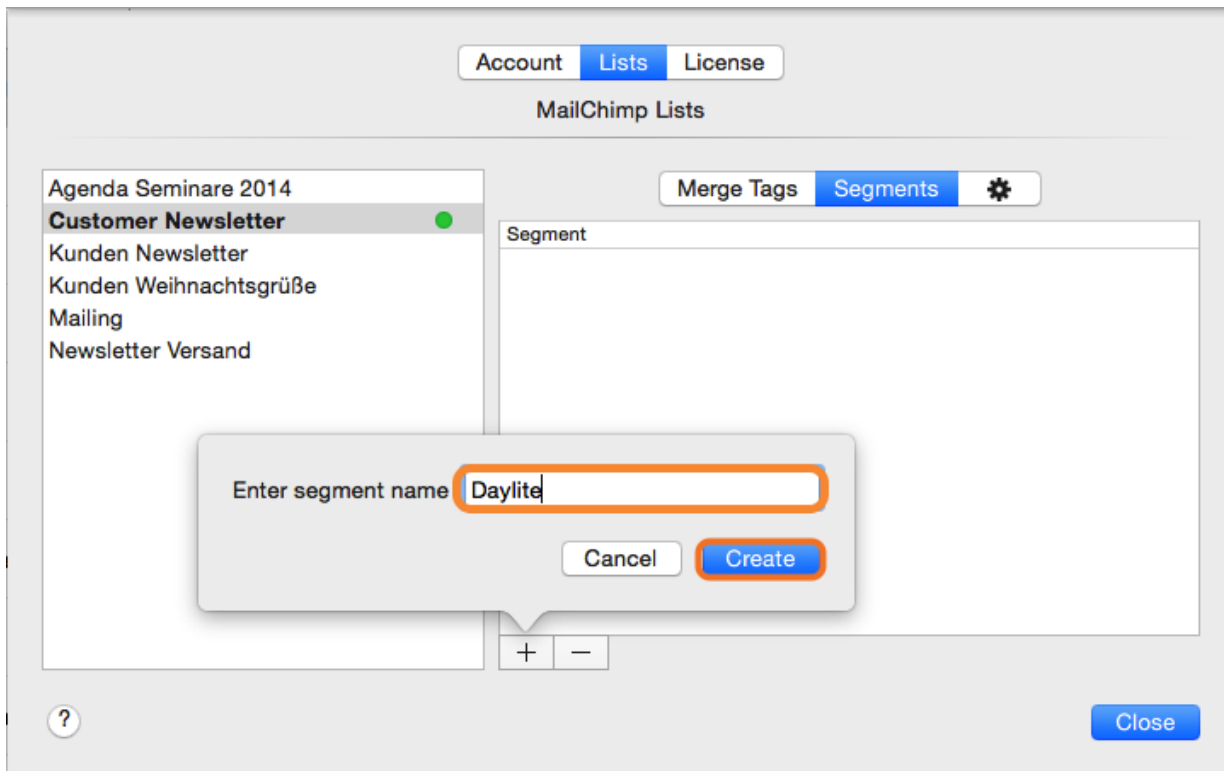 Account Lists License
MailChimp Lists
Agenda Seminare 2014
Customer Newsletter
Kunden Newsletter
Kunden Weihnachtsgrüße
Mailing
Newsletter Versand
Merge Tags Segments
Segment
Enter segment name Daylite
Cancel Create
+ −
?
Close